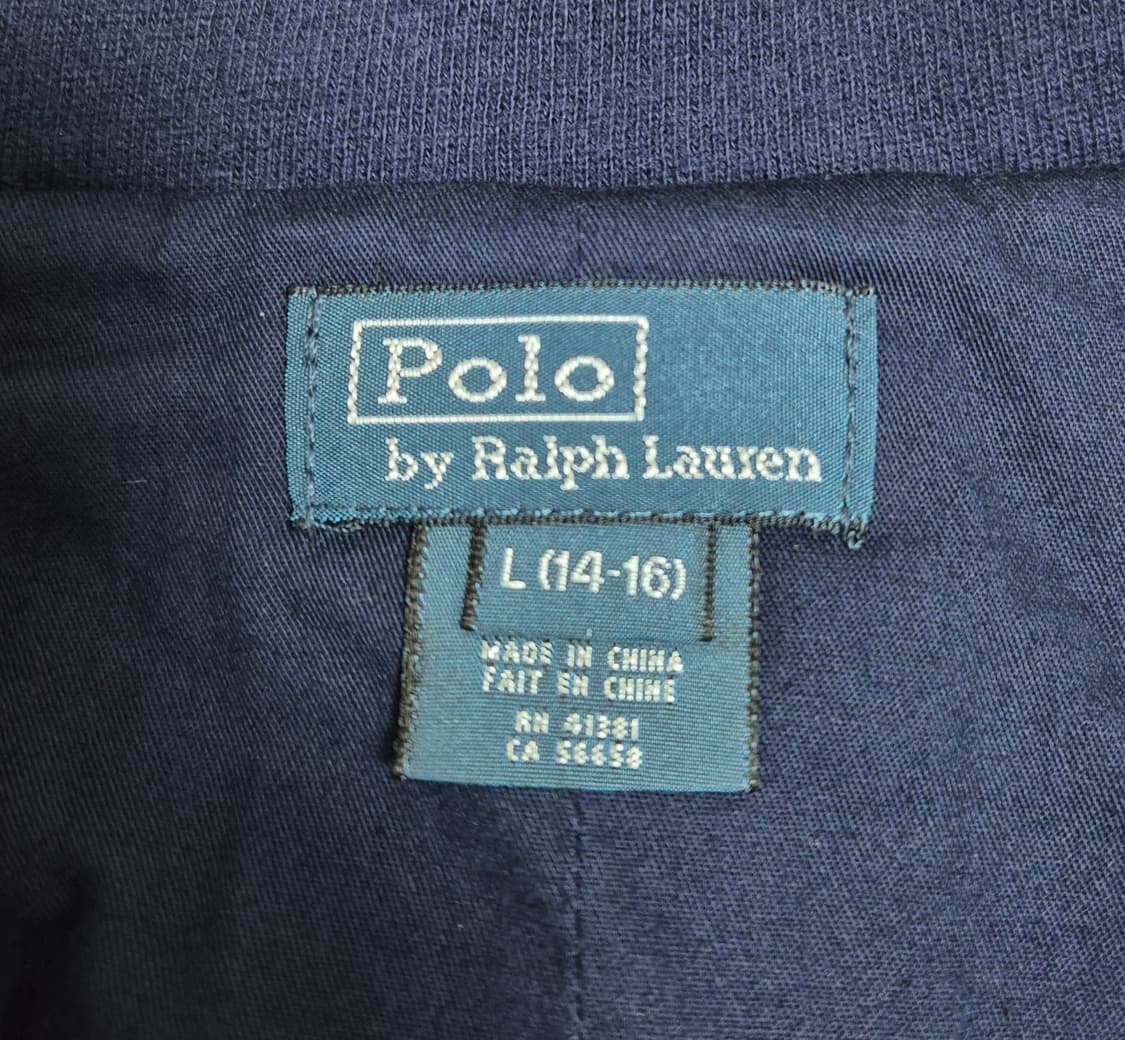 Polo
by Ralph Lauren
L (14-16)
MADE IN CHINA
FAIT EN CHINE
RN 41381
CA 56658